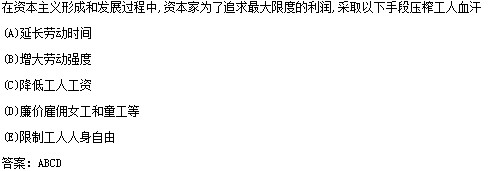 在资本主义形成和发展过程中,资本家为了追求最大限度的利润,采取以下手段压榨工人血汗
(A)延长劳动时间
(B)增大劳动强度
(C)降低工人工资
(D)廉价雇佣女工和童工等
(E)限制工人人身自由
答案: ABCD